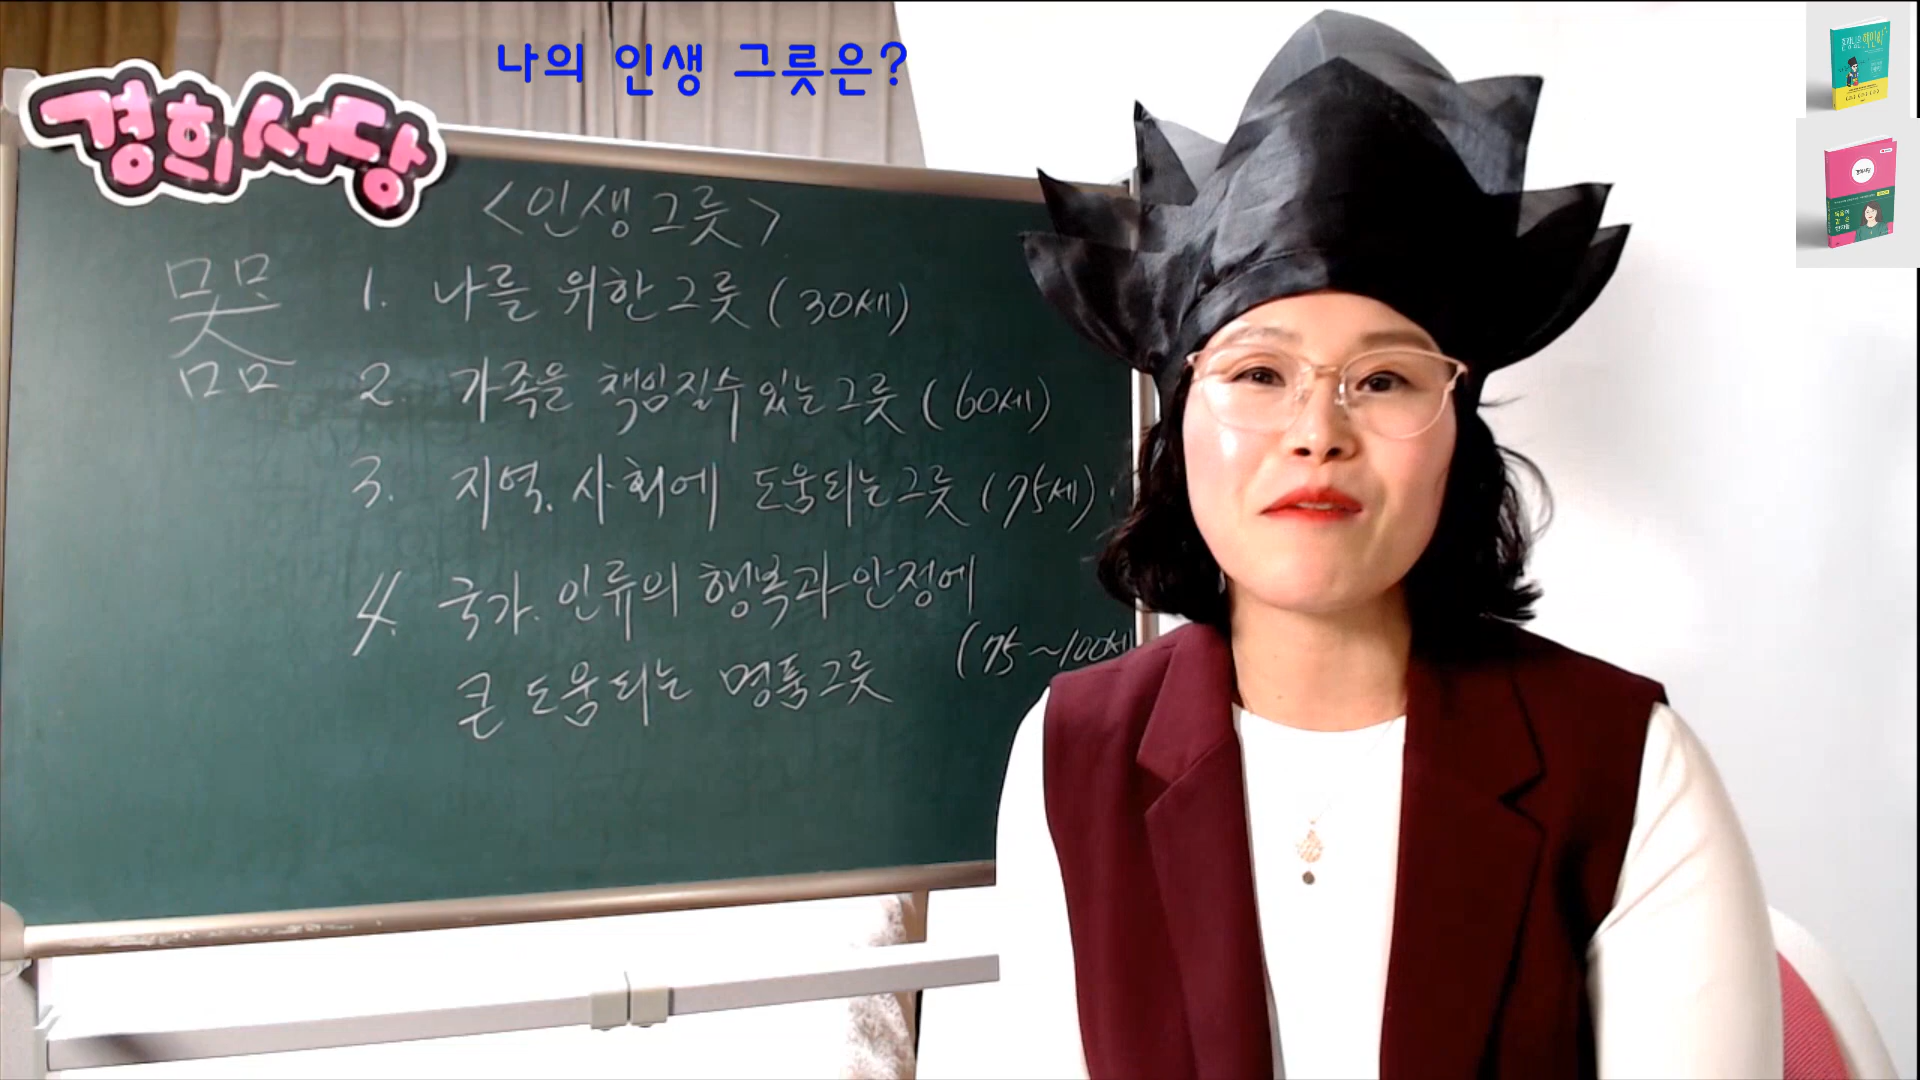 나의 인생 그릇은?
경희서당
<인생그릇>
器
1. 나를 위한그릇 (30세)
2. 가족을 책임질수있는그릇 (60세)
3. 지역.사회에 도움되는그릇 (75세)
4. 국가.인류의 행복과안정에
(75~100세)
큰 도움되는 명품그릇
경희서당